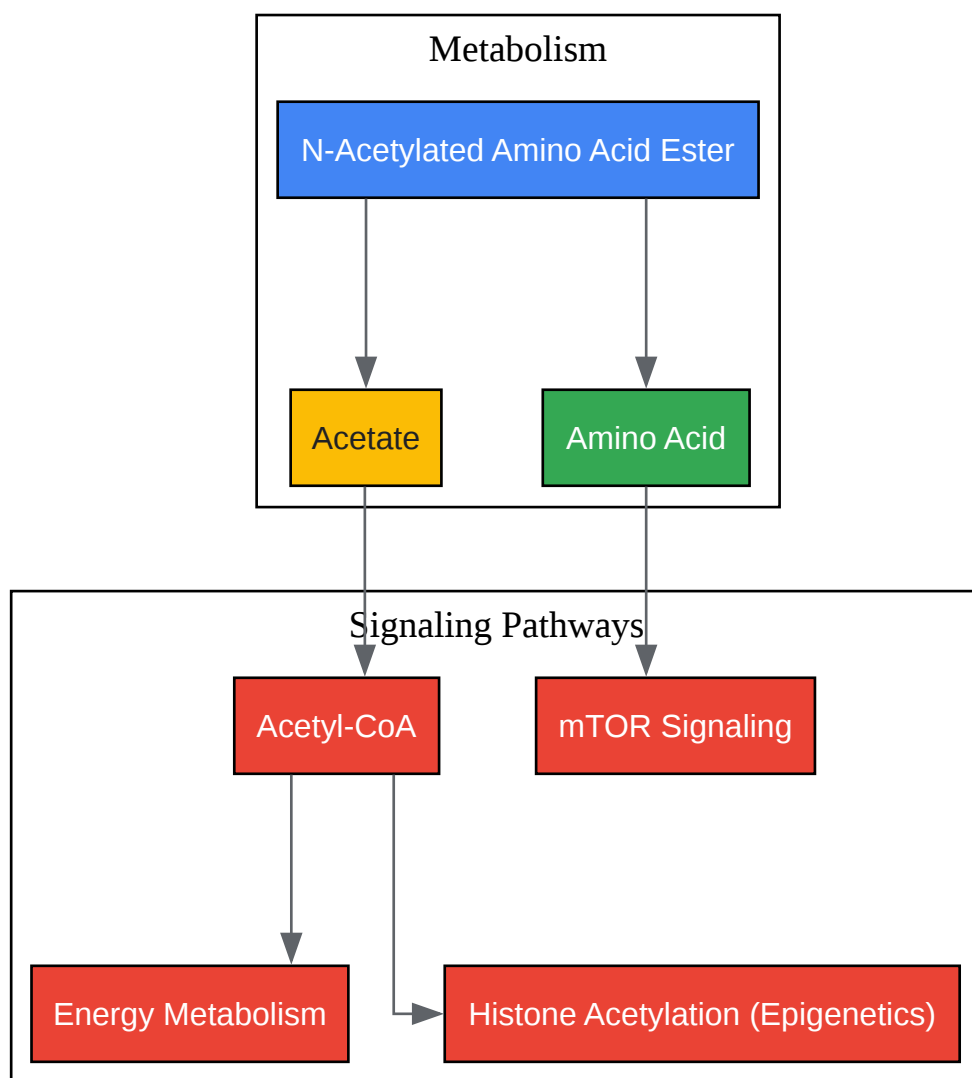 Metabolism
N-Acetylated Amino Acid Ester
Acetate
Amino Acid
Signaling Pathways
Acetyl-CoA
mTOR Signaling
Energy Metabolism
Histone Acetylation (Epigenetics)